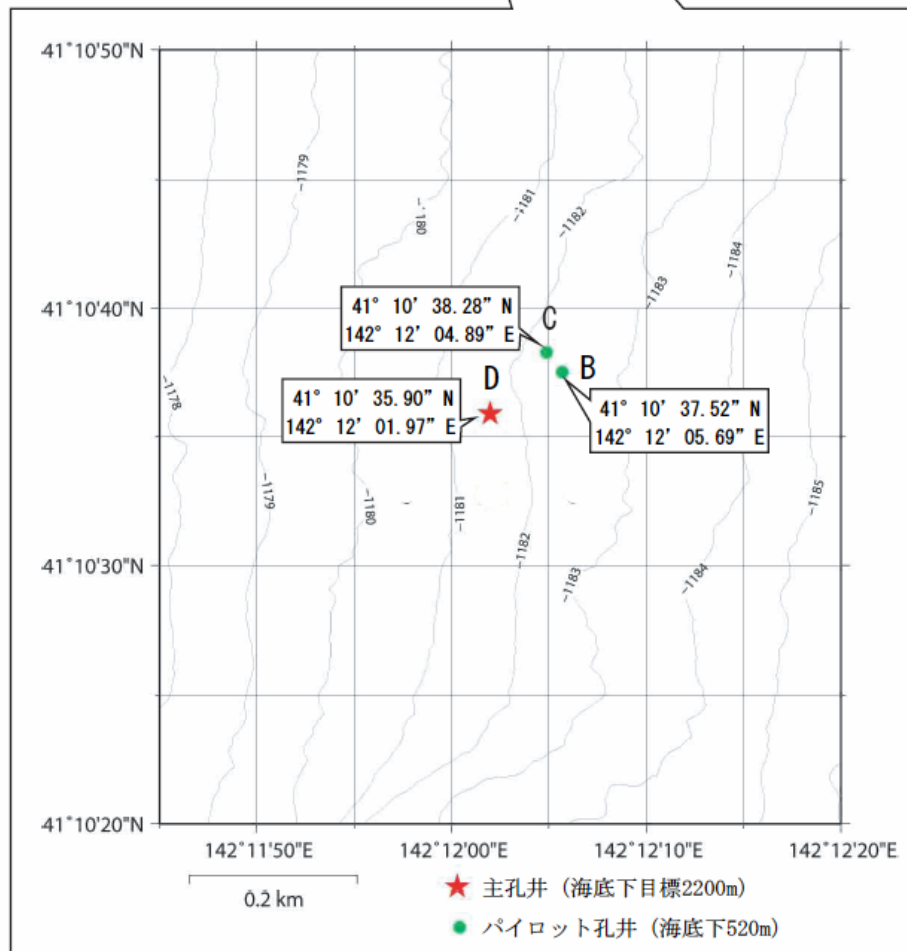 41°10'50"N
-1179
-1180
-1181
-1182
-1184
-1183
41°10'40"N
41° 10' 38.28” N
142° 12' 04.89” E
C
B
D
41° 10' 35.90” N
142° 12' 01.97” E
41° 10' 37.52” N
142° 12' 05.69” E
-1178
-1179
-1180
-1181
-1182
-1183
-1184
-1185
41°10'30"N
41°10'20"N
142°11'50"E 142°12'00"E 142°12'10"E 142°12'20"E
0.2 km
主孔井 (海底下目標2200m)
パイロット孔井 (海底下520m)